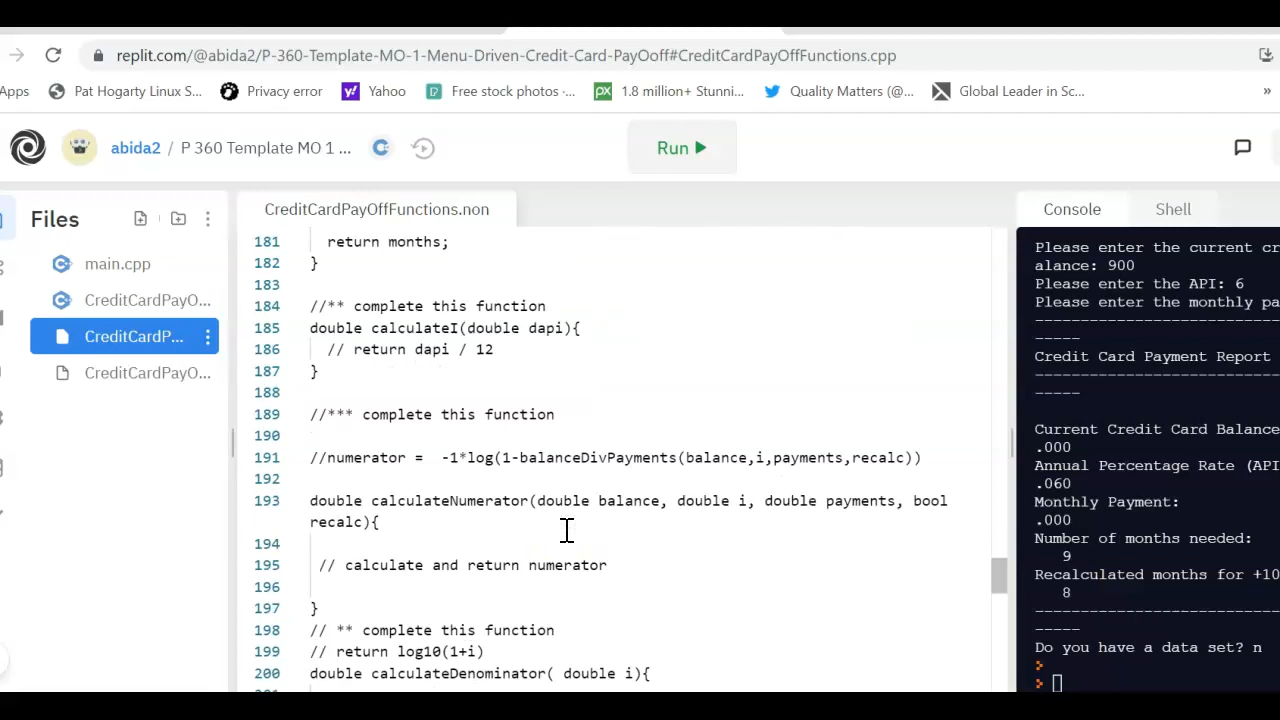 replit.com/@abida2/P-360-Template-MO-1-Menu-Driven-Credit-Card-PayOoff#CreditCardPayOffFunctions.cpp
Apps Pat Hogarty Linux S... Privacy error Yahoo Free stock photos -... 1.8 million+ Stunni... Quality Matters (@... Global Leader in Sc... »
abida2 / P 360 Template MO 1 ... Run
Files
main.cpp
CreditCardPayO...
CreditCardP...
CreditCardPayO...
CreditCardPayOffFunctions.non
181 return months;
182 }
183
184 //** complete this function
185 double calculateI(double dapi){
186 // return dapi / 12
187 }
188
189 //*** complete this function
190
191 //numerator =  -1*log(1-balanceDivPayments(balance,i,payments,recalc))
192
193 double calculateNumerator(double balance, double i, double payments, bool
recalc){
194
195 // calculate and return numerator
196
197 }
198 // ** complete this function
199 // return log10(1+i)
200 double calculateDenominator( double i){
Console Shell
Please enter the current cr
alance: 900
Please enter the API: 6
Please enter the monthly pa
---------------------------
-----
Credit Card Payment Report
---------------------------
-----
Current Credit Card Balance
.000
Annual Percentage Rate (API
.060
Monthly Payment:
.000
Number of months needed:
9
Recalculated months for +10
8
---------------------------
-----
Do you have a data set? n
>
>